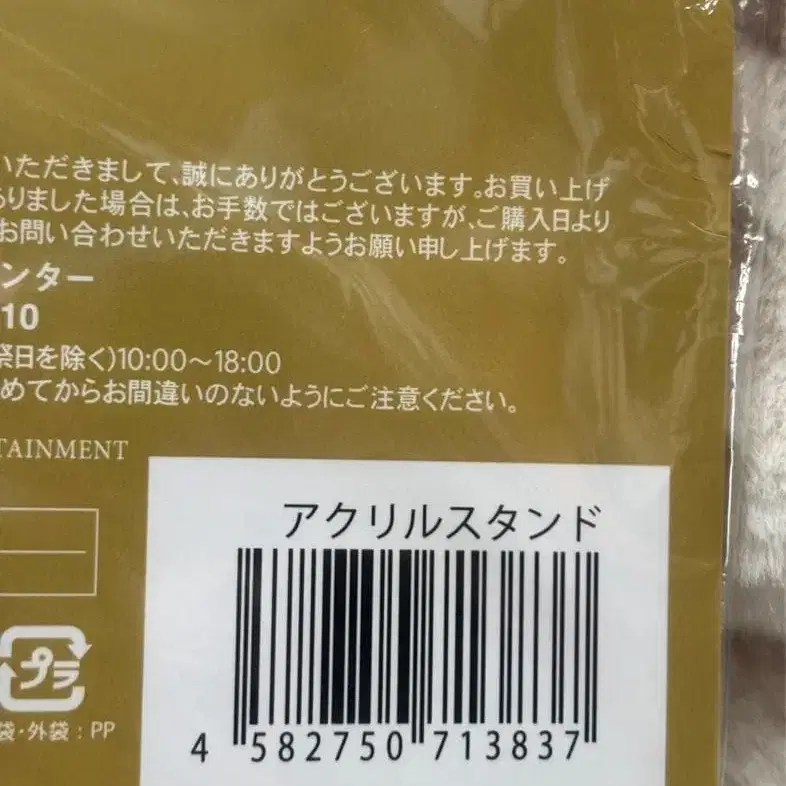 いただきまして、誠にありがとうございます。お買い上げ
ありました場合は、お手数ではございますが、ご購入日より
お問い合わせいただきますようお願い申し上げます。
ンター
10
祭日を除く)10:00〜18:00
めてからお間違いのないようにご注意ください。
TAINMENT
アクリルスタンド
プラ
袋・外袋：PP
4 582750 713837